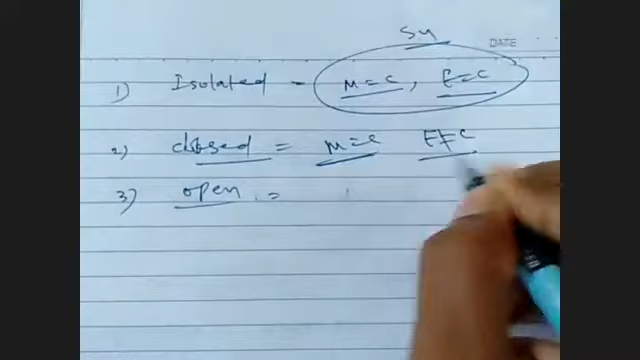 Sy
DATE
1) Isolated - M = C, E = C
2) closed = M = C E ≠ C
3) open =